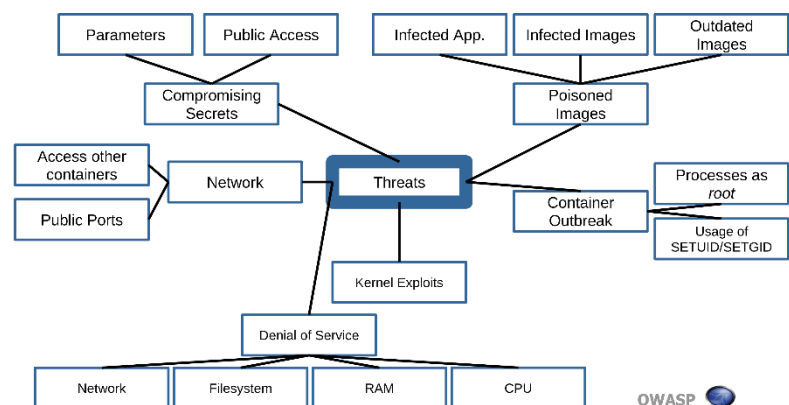 Parameters
Public Access
Infected App.
Infected Images
Outdated
Images
Compromising
Secrets
Poisoned
Images
Access other
containers
Network
Threats
Processes as
root
Public Ports
Container
Outbreak
Usage of
SETUID/SETGID
Kernel Exploits
Denial of Service
Network
Filesystem
RAM
CPU
OWASP